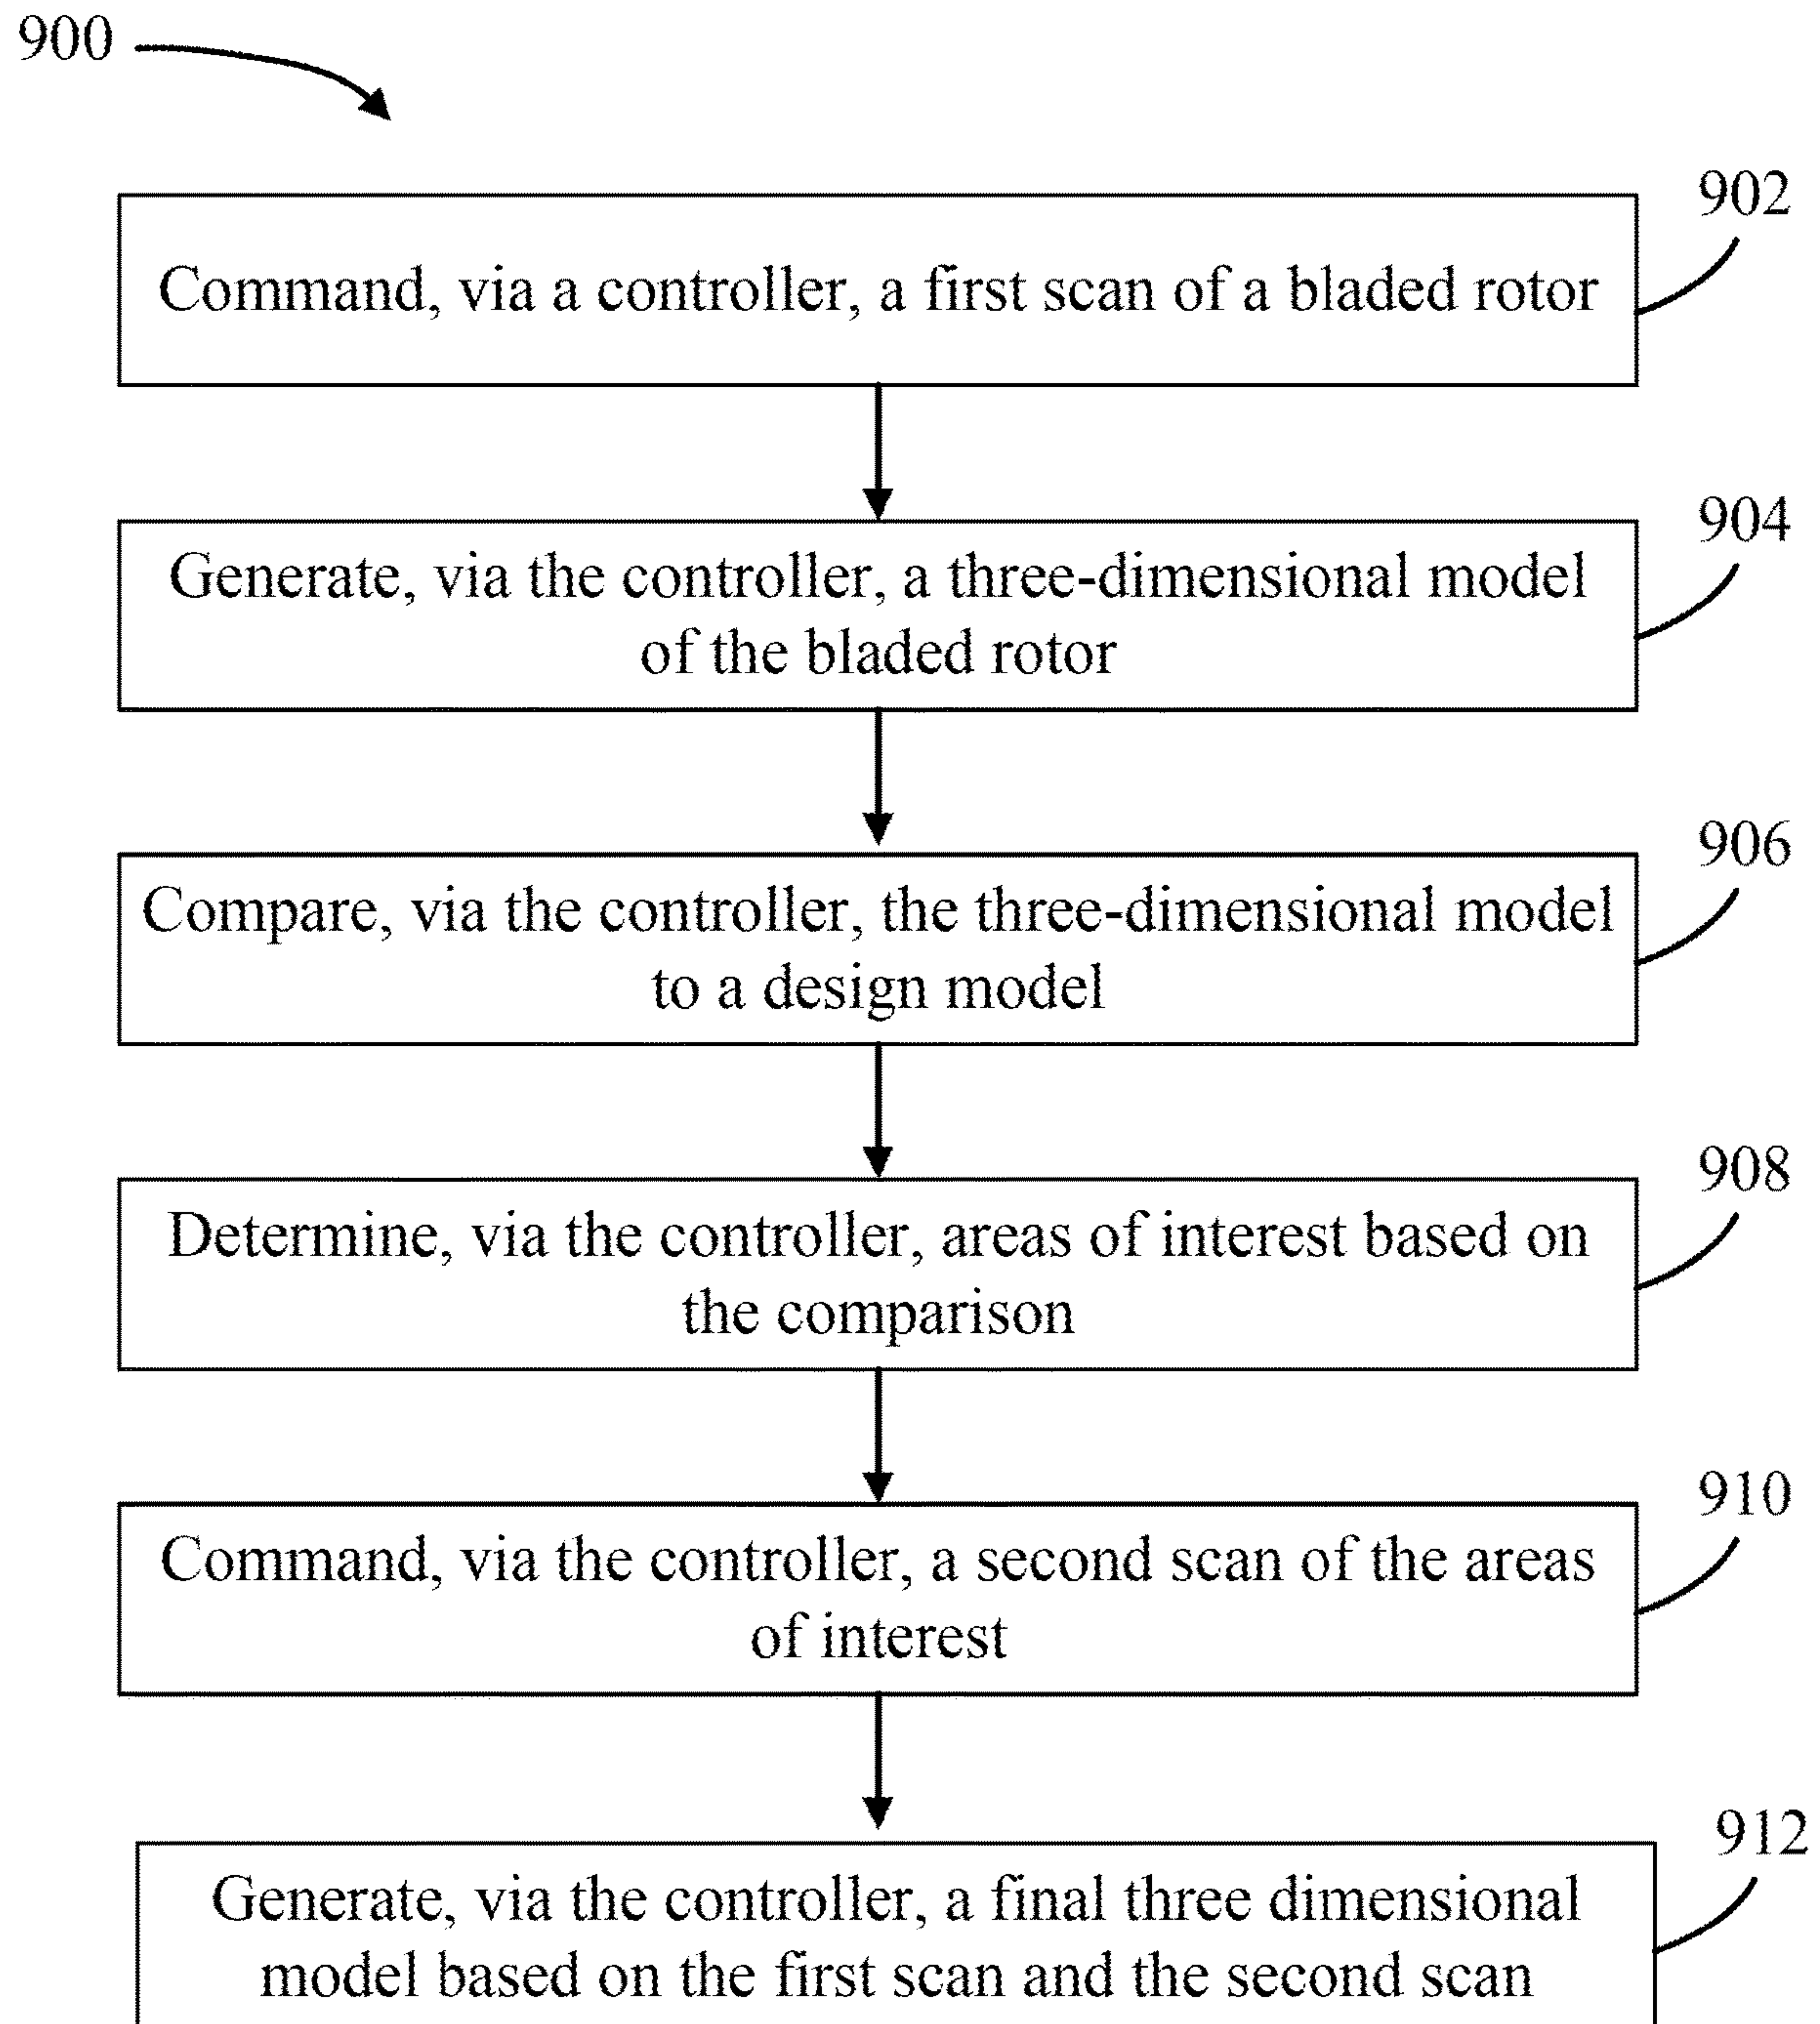 900
902
Command, via a controller, a first scan of a bladed rotor
904
Generate, via the controller, a three-dimensional model
of the bladed rotor
906
Compare, via the controller, the three-dimensional model
to a design model
908
Determine, via the controller, areas of interest based on
the comparison
910
Command, via the controller, a second scan of the areas
of interest
912
Generate, via the controller, a final three dimensional
model based on the first scan and the second scan